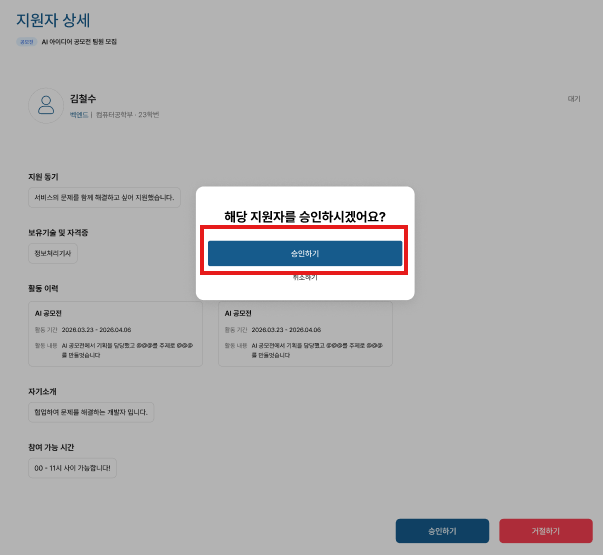 지원자 상세
공모전 AI 아이디어 공모전 팀원 모집
김철수
대기
백엔드 | 컴퓨터공학부 · 23학번
지원 동기
서비스의 문제를 함께 해결하고 싶어 지원했습니다.
해당 지원자를 승인하시겠어요?
승인하기
취소하기
보유기술 및 자격증
정보처리기사
활동 이력
AI 공모전
활동 기간 2026.03.23 - 2026.04.06
활동 내용 AI 공모전에서 기획을 담당했고 @@@를 주제로 @@@
를 만들엇습니다
AI 공모전
활동 기간 2026.03.23 - 2026.04.06
활동 내용 AI 공모전에서 기획을 담당했고 @@@를 주제로 @@@
를 만들엇습니다
자기소개
협업하여 문제를 해결하는 개발자 입니다.
참여 가능 시간
00 - 11시 사이 가능합니다!
승인하기
거절하기